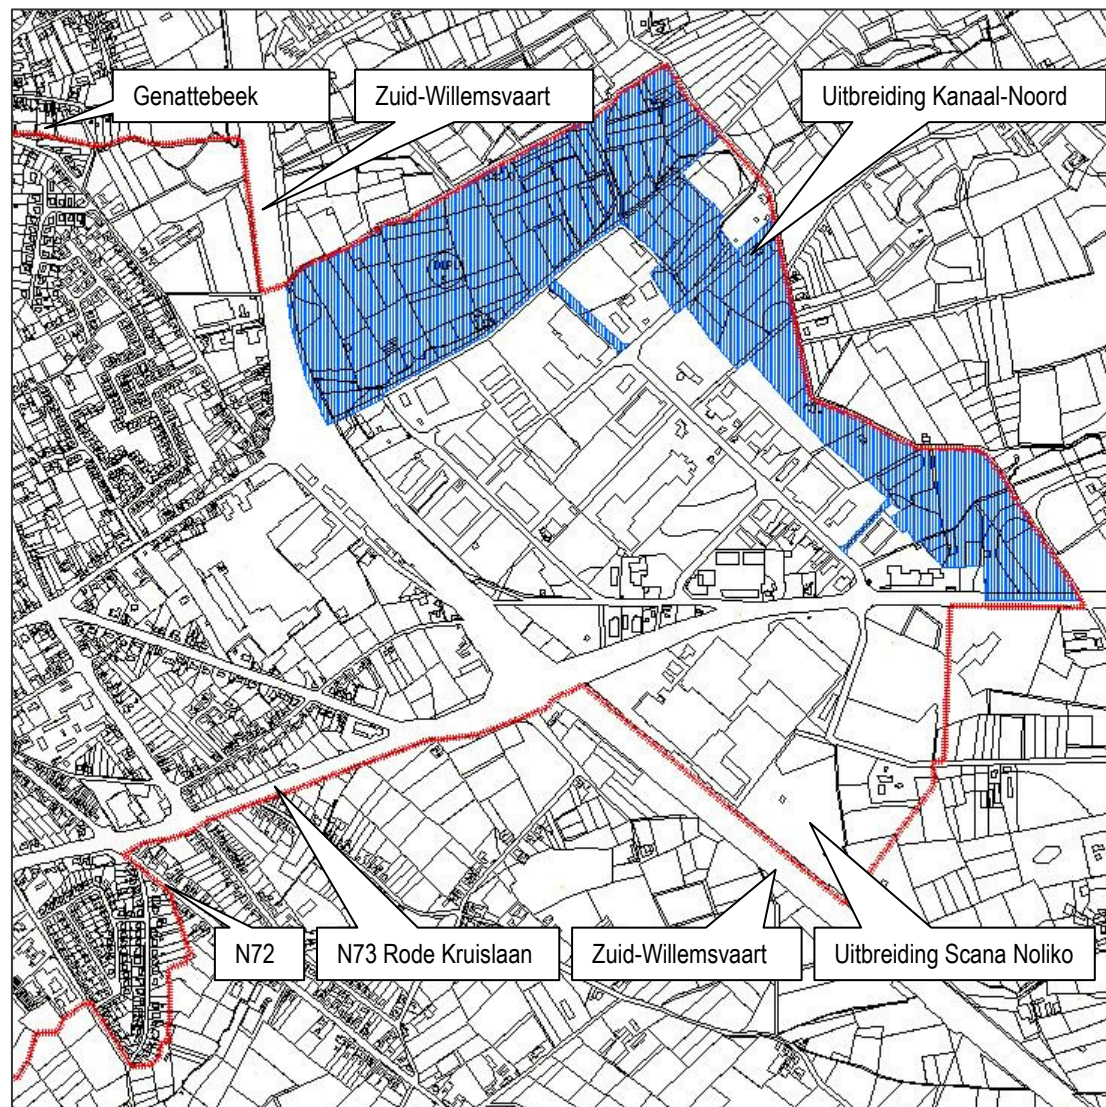 Genattebeek
Zuid-Willemsvaart
Uitbreiding Kanaal-Noord
N72
N73 Rode Kruislaan
Zuid-Willemsvaart
Uitbreiding Scana Noliko